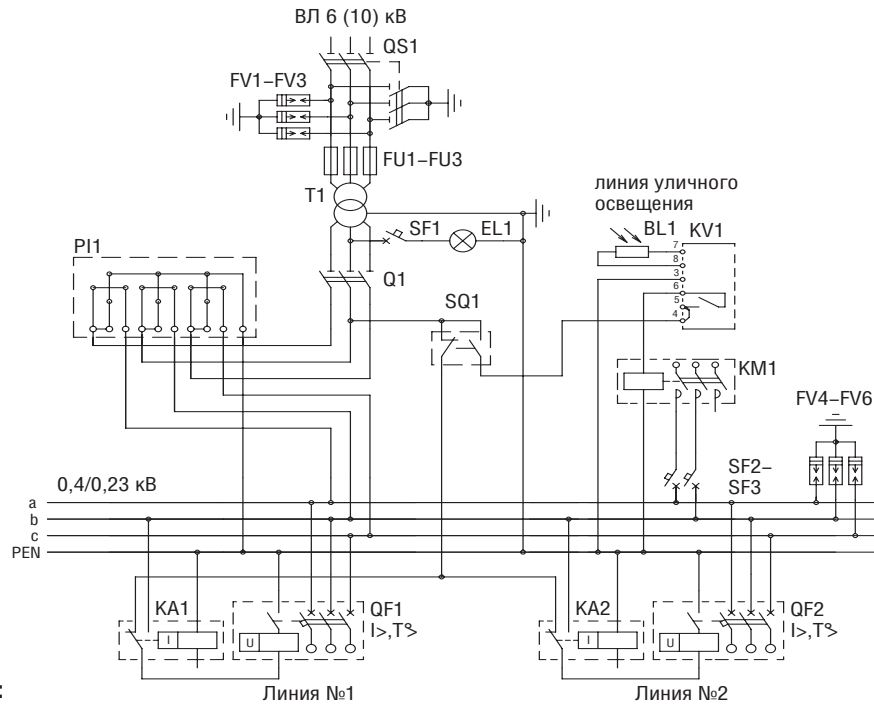 ВЛ 6 (10) кВ
QS1
FV1–FV3
FU1–FU3
линия уличного
освещения
T1
SF1
EL1
BL1
KV1
7
8
3
6
5
4
PI1
Q1
SQ1
KM1
FV4–FV6
SF2–
SF3
0,4/0,23 кВ
a
b
c
PEN
KA1
I
U
QF1
I>,T°>
KA2
I
U
QF2
I>,T°>
:
Линия №1
Линия №2